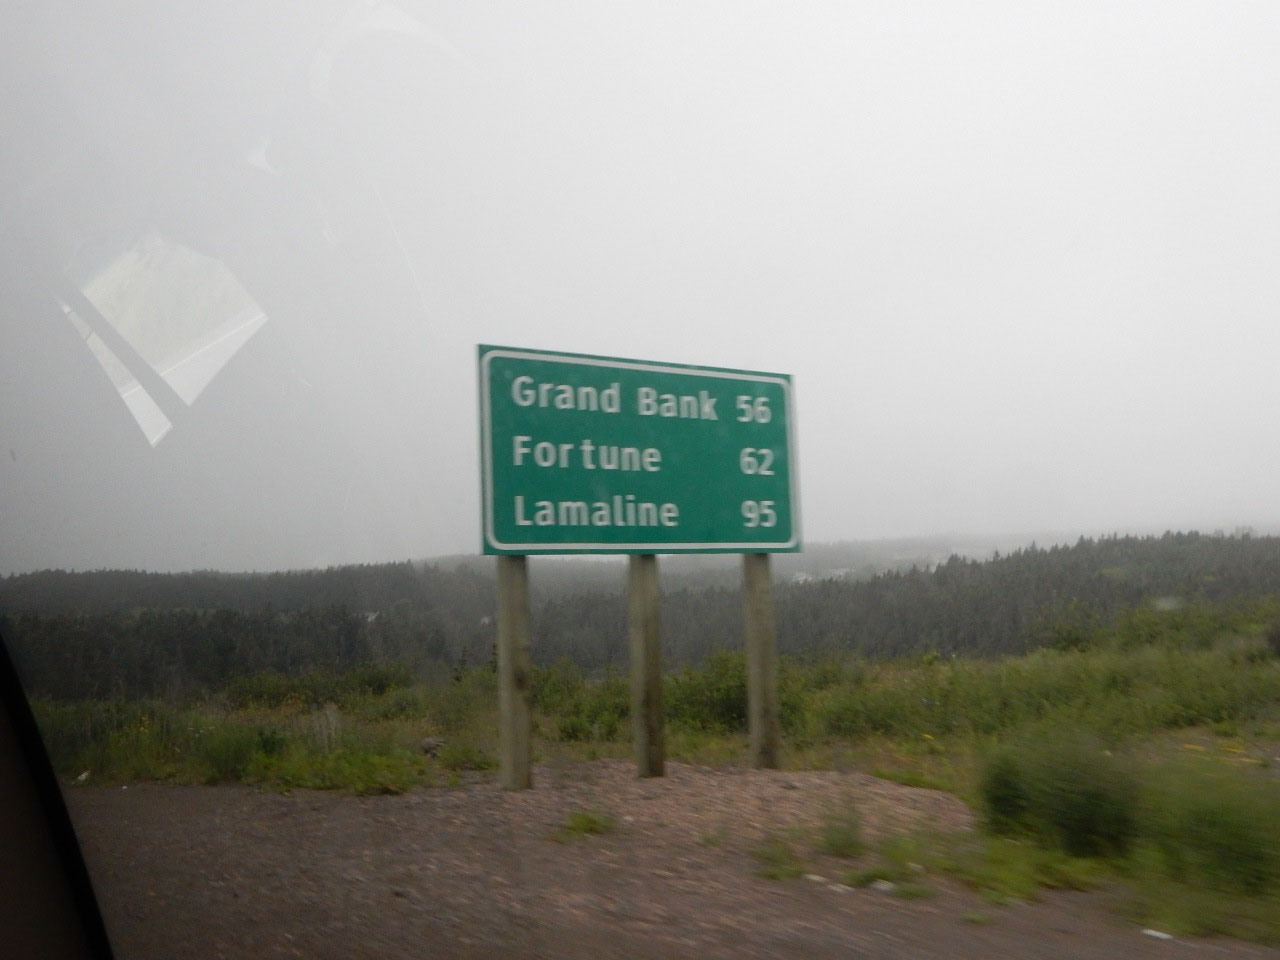 Grand Bank 56
Fortune 62
Lamaline 95